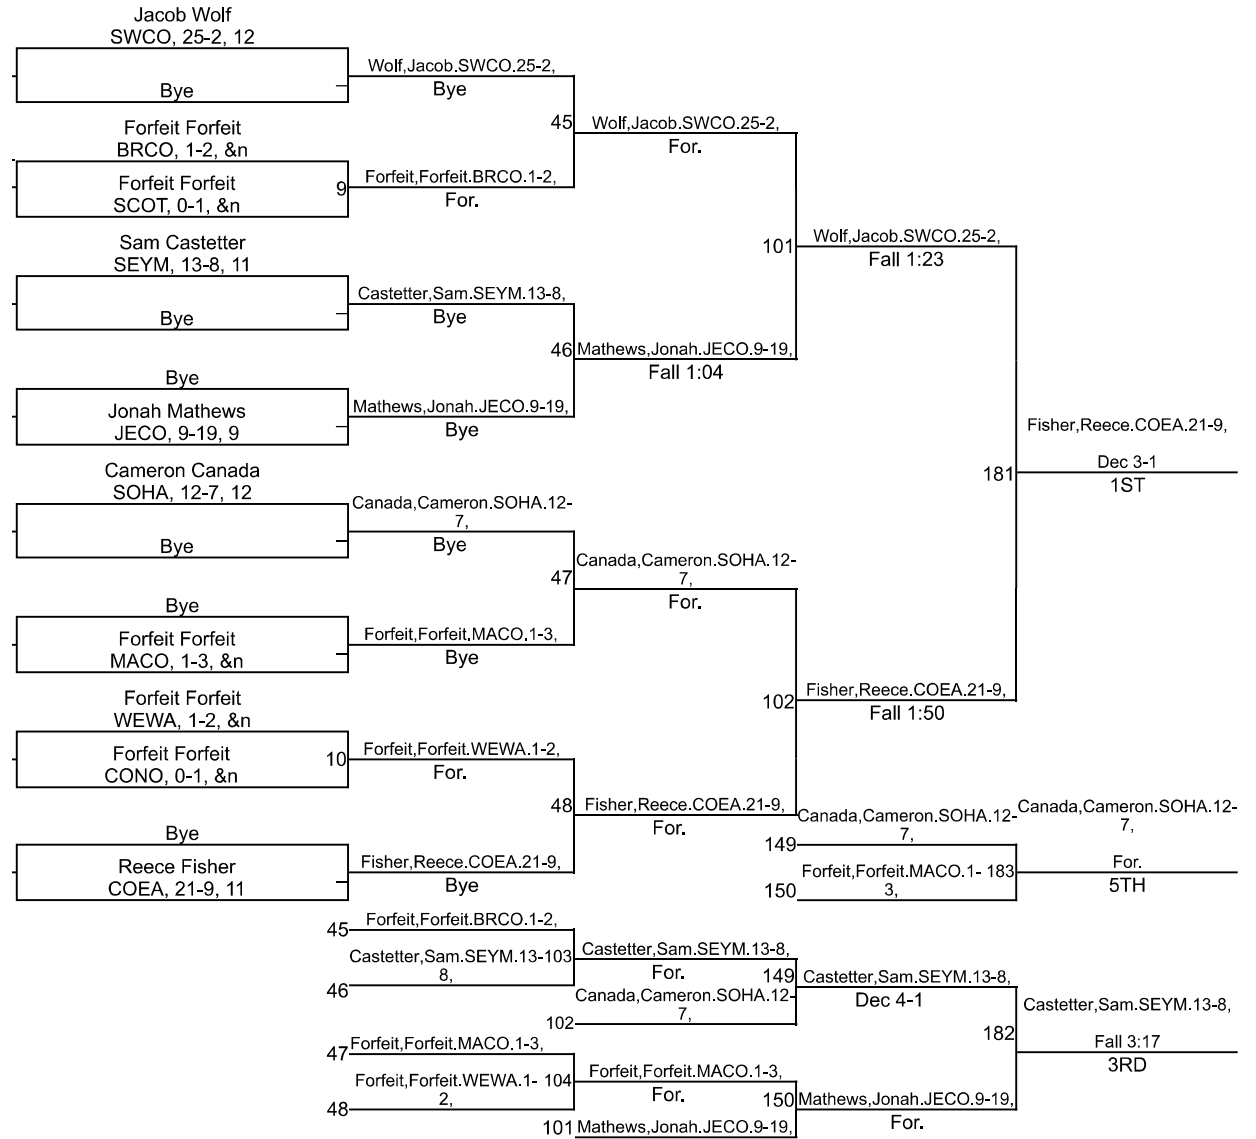 Jacob Wolf
SWCO, 25-2, 12
Wolf,Jacob.SWCO.25-2,
Bye
Bye
Forfeit Forfeit
BRCO, 1-2, &n
45
Wolf,Jacob.SWCO.25-2,
For.
Forfeit Forfeit
SCOT, 0-1, &n
9
Forfeit,Forfeit.BRCO.1-2,
For.
Sam Castetter
SEYM, 13-8, 11
101
Wolf,Jacob.SWCO.25-2,
Fall 1:23
Castetter,Sam.SEYM.13-8,
Bye
Bye
46
Mathews,Jonah.JECO.9-19,
Fall 1:04
Bye
Jonah Mathews
JECO, 9-19, 9
Mathews,Jonah.JECO.9-19,
Bye
Fisher,Reece.COEA.21-9,
181
Dec 3-1
1ST
Cameron Canada
SOHA, 12-7, 12
Canada,Cameron.SOHA.12-
7,
Bye
Bye
47
Canada,Cameron.SOHA.12-
7,
For.
Bye
Forfeit Forfeit
MACO, 1-3, &n
Forfeit,Forfeit.MACO.1-3,
Bye
Forfeit Forfeit
WEWA, 1-2, &n
102
Fisher,Reece.COEA.21-9,
Fall 1:50
Forfeit Forfeit
CONO, 0-1, &n
10
Forfeit,Forfeit.WEWA.1-2,
For.
48
Fisher,Reece.COEA.21-9,
For.
Bye
Reece Fisher
COEA, 21-9, 11
Fisher,Reece.COEA.21-9,
Bye
Canada,Cameron.SOHA.12-
7,
149
Canada,Cameron.SOHA.12-
7,
Forfeit,Forfeit.MACO.1-
3,
150
183
For.
5TH
45
Forfeit,Forfeit.BRCO.1-2,
Castetter,Sam.SEYM.13-
8,
46
103
Castetter,Sam.SEYM.13-8,
For.
Canada,Cameron.SOHA.12-
7,
102
149
Castetter,Sam.SEYM.13-8,
Dec 4-1
Castetter,Sam.SEYM.13-8,
182
Fall 3:17
3RD
47
Forfeit,Forfeit.MACO.1-3,
Forfeit,Forfeit.WEWA.1-
2,
48
104
Forfeit,Forfeit.MACO.1-3,
For.
150
Mathews,Jonah.JECO.9-19,
For.
101
Mathews,Jonah.JECO.9-19,